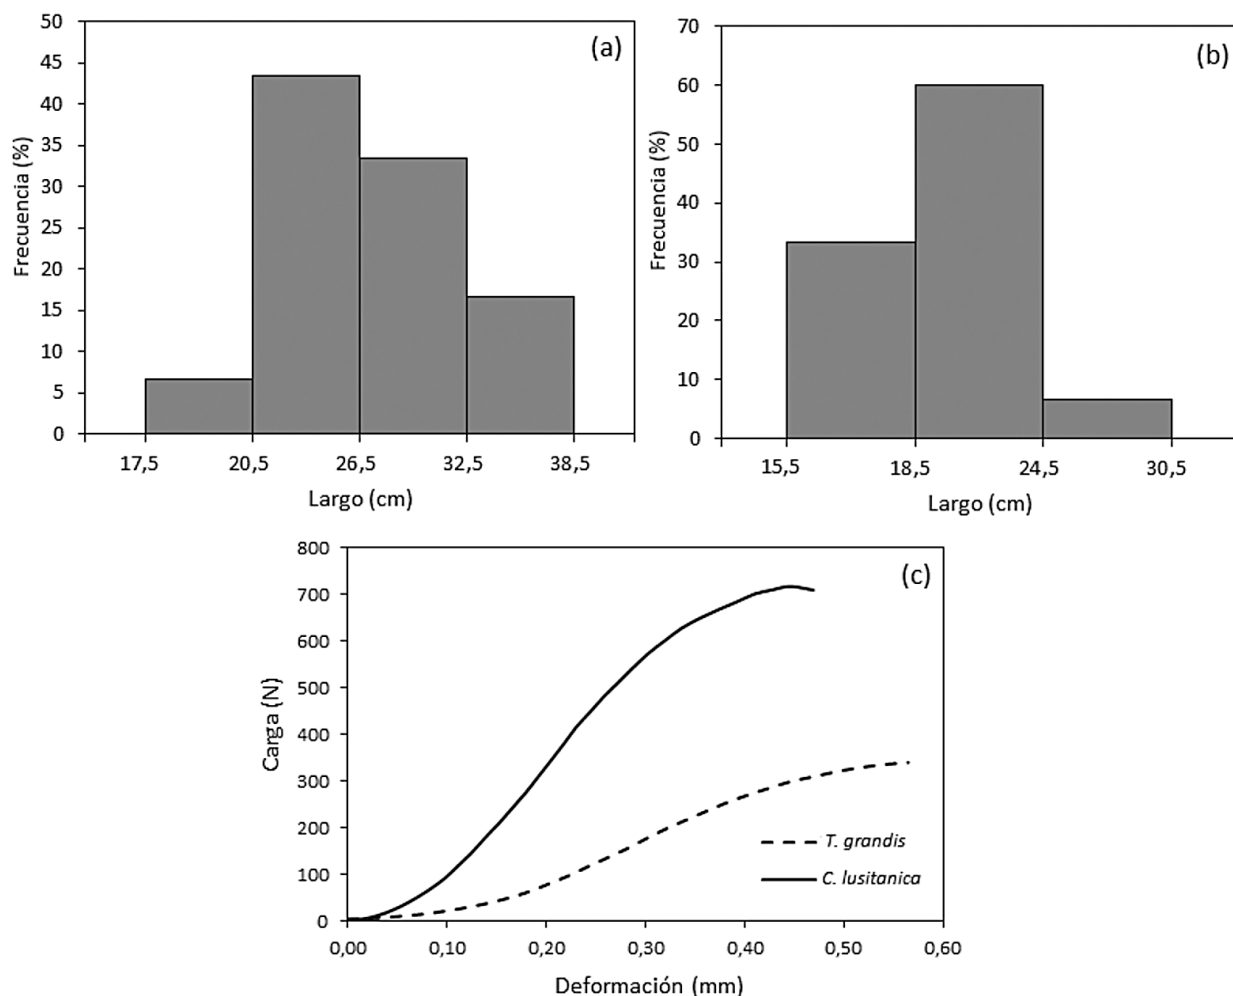 (a)
Frecuencia (%)
50
45
40
35
30
25
20
15
10
5
0
17,5 20,5 26,5 32,5 38,5
Largo (cm)
(b)
Frecuencia (%)
70
60
50
40
30
20
10
0
15,5 18,5 24,5 30,5
Largo (cm)
(c)
Carga (N)
800
700
600
500
400
300
200
100
0
T. grandis
C. lusitanica
0,00 0,10 0,20 0,30 0,40 0,50 0,60
Deformación (mm)